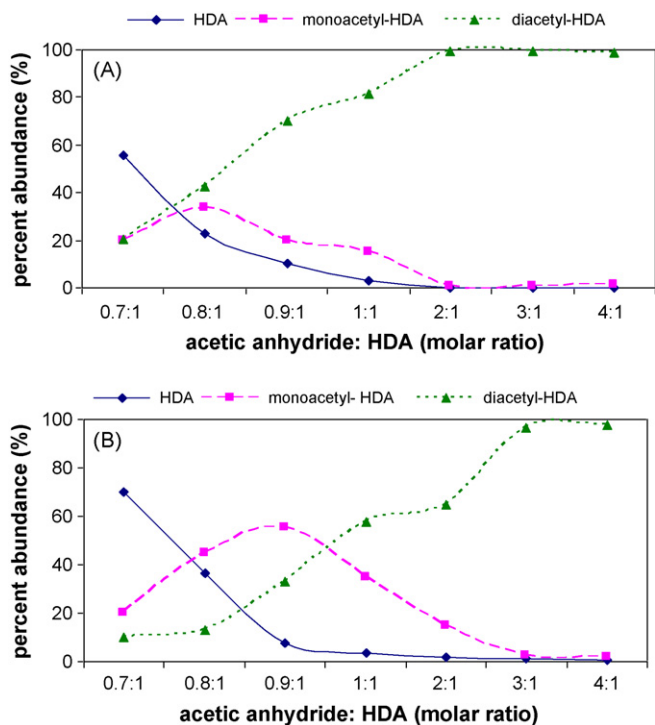 HDA monoacetyl-HDA diacetyl-HDA
(A)
percent abundance (%)
100
80
60
40
20
0
0.7:1 0.8:1 0.9:1 1:1 2:1 3:1 4:1
acetic anhydride: HDA (molar ratio)
HDA monoacetyl- HDA diacetyl-HDA
(B)
percent abundance (%)
100
80
60
40
20
0
0.7:1 0.8:1 0.9:1 1:1 2:1 3:1 4:1
acetic anhydride: HDA (molar ratio)